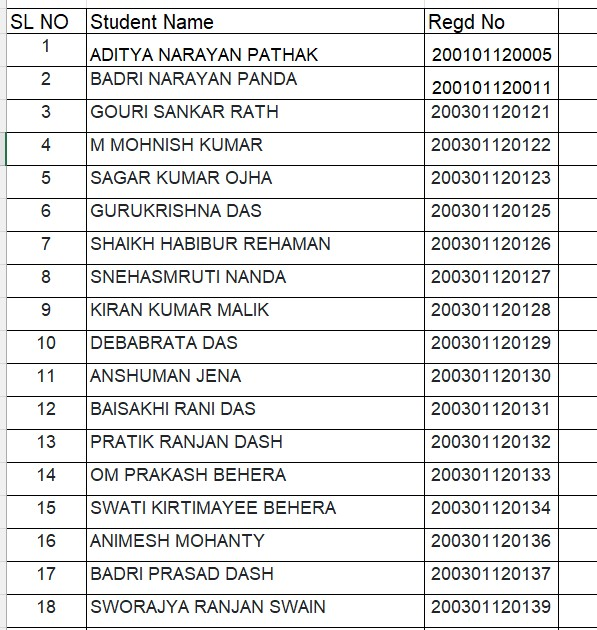 SL NO Student Name Regd No
1 ADITYA NARAYAN PATHAK 200101120005
2 BADRI NARAYAN PANDA 200101120011
3 GOURI SANKAR RATH 200301120121
4 M MOHNISH KUMAR 200301120122
5 SAGAR KUMAR OJHA 200301120123
6 GURUKRISHNA DAS 200301120125
7 SHAIKH HABIBUR REHAMAN 200301120126
8 SNEHASMRUTI NANDA 200301120127
9 KIRAN KUMAR MALIK 200301120128
10 DEBABRATA DAS 200301120129
11 ANSHUMAN JENA 200301120130
12 BAISAKHI RANI DAS 200301120131
13 PRATIK RANJAN DASH 200301120132
14 OM PRAKASH BEHERA 200301120133
15 SWATI KIRTIMAYEE BEHERA 200301120134
16 ANIMESH MOHANTY 200301120136
17 BADRI PRASAD DASH 200301120137
18 SWORAJYA RANJAN SWAIN 200301120139